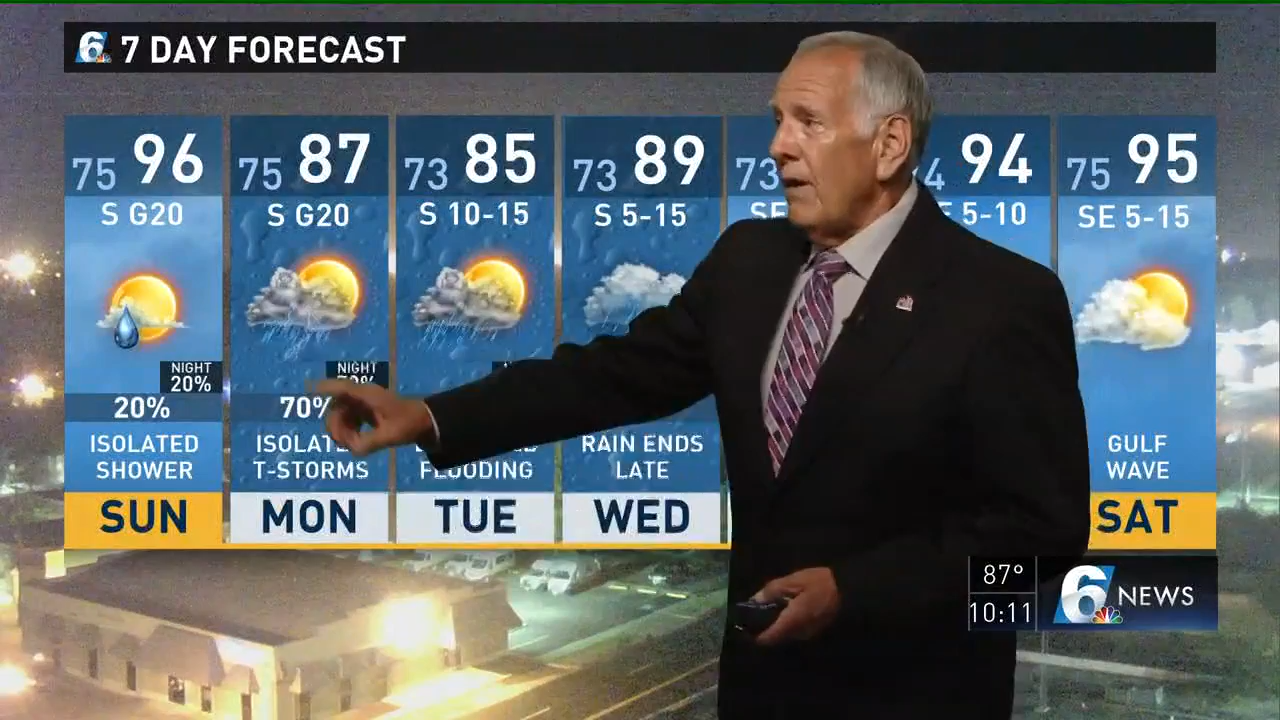 6 7 DAY FORECAST
75 96
S G20
NIGHT
20%
20%
ISOLATED
SHOWER
SUN
75 87
S G20
NIGHT
70%
T-STORMS
MON
73 85
S 10-15
FLOODING
TUE
73 89
S 5-15
RAIN ENDS
LATE
WED
73
SE
94
5-10
75 95
SE 5-15
GULF
WAVE
SAT
87°
10:11
6 NEWS